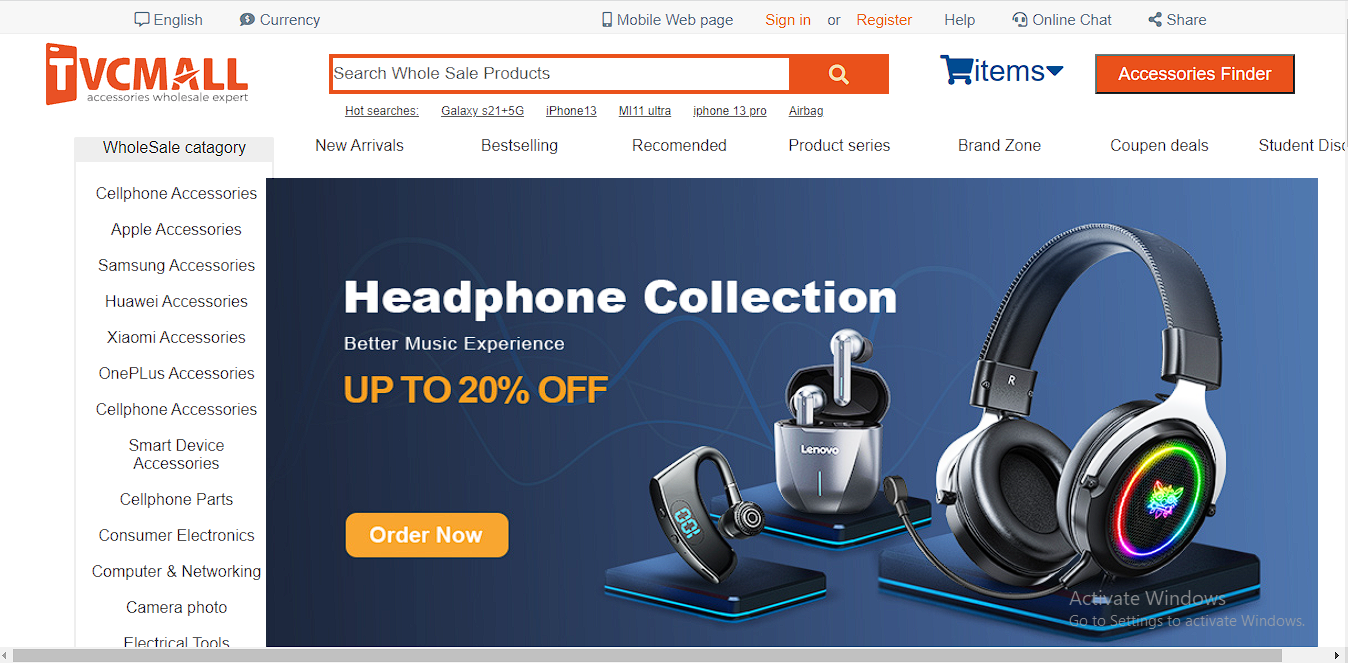 English Currency Mobile Web page Sign in or Register Help Online Chat Share
TVCMALL
accessories wholesale expert
Search Whole Sale Products
items
Accessories Finder
Hot searches: Galaxy s21+5G iPhone13 MI11 ultra iphone 13 pro Airbag
WholeSale catagory
New Arrivals Bestselling Recomended Product series Brand Zone Coupen deals Student Disc
Cellphone Accessories
Apple Accessories
Samsung Accessories
Huawei Accessories
Xiaomi Accessories
OnePLus Accessories
Cellphone Accessories
Smart Device
Accessories
Cellphone Parts
Consumer Electronics
Computer & Networking
Camera photo
Electrical Tools
Headphone Collection
Better Music Experience
UP TO 20% OFF
Order Now
Lenovo
100
R
Activate Windows
Go to Settings to activate Windows.